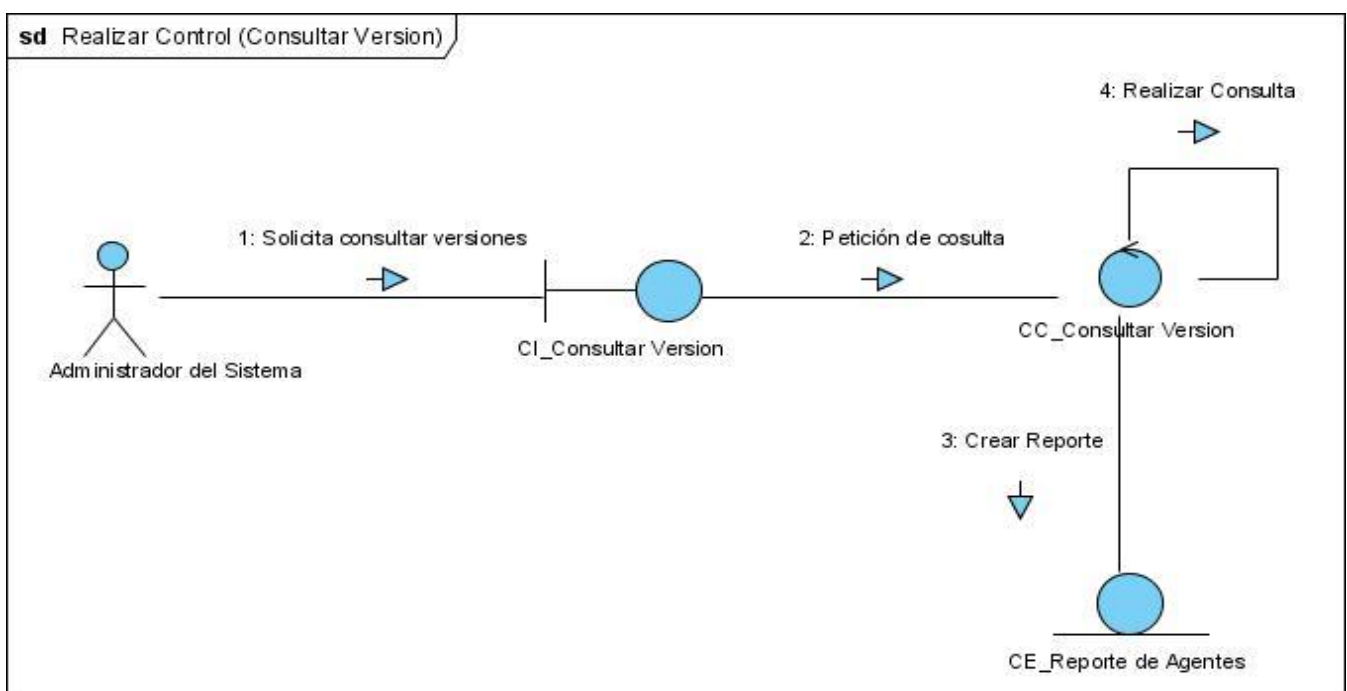 sd Realizar Control (Consultar Version)
4: Realizar Consulta
1: Solicita consultar versiones
2: Petición de cosulta
CI_Consultar Version
CC_Consultar Version
Administrador del Sistema
3: Crear Reporte
CE_Reporte de Agentes